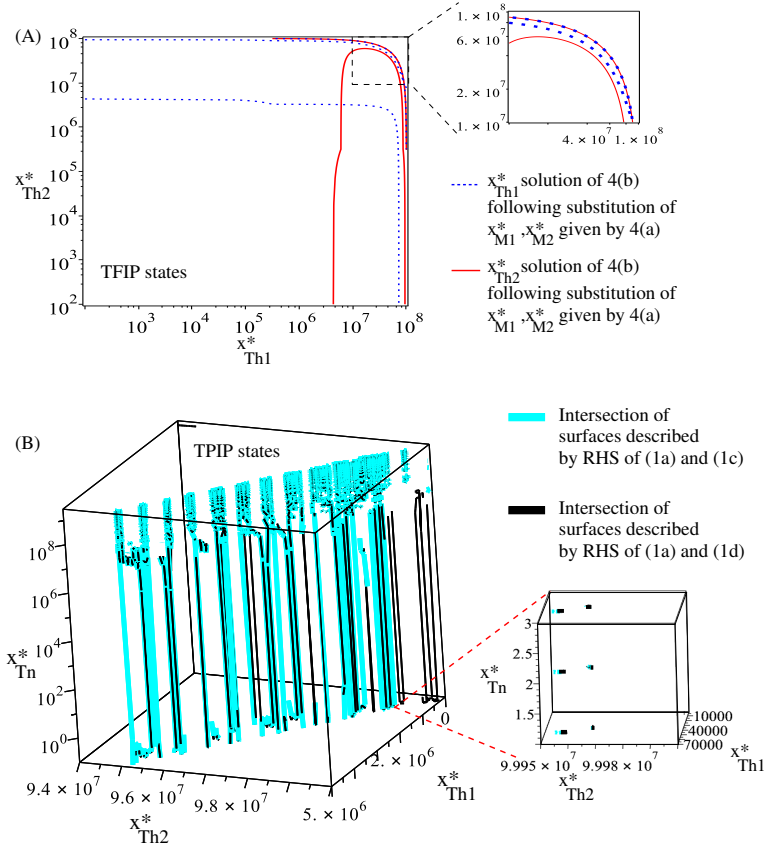 (A)
10^8
10^7
10^6
10^5
10^4
10^3
10^2
x*Th2
TFIP states
10^3 10^4 10^5 10^6 10^7 10^8
x*Th1
1. × 10^8
6. × 10^7
2. × 10^7
1. × 10^7
4. × 10^7 1. × 10^8
x*Th1 solution of 4(b)
following substitution of
x*M1 ,x*M2 given by 4(a)
x*Th2 solution of 4(b)
following substitution of
x*M1 ,x*M2 given by 4(a)
(B)
TPIP states
10^8
10^6
10^4
10^2
10^0
x*Tn
9.4 × 10^7
9.6 × 10^7
9.8 × 10^7
x*Th2
5. × 10^6
2. × 10^6
0
x*Th1
Intersection of
surfaces described
by RHS of (1a) and (1c)
Intersection of
surfaces described
by RHS of (1a) and (1d)
3
2.5
2
1.5
x*Tn
10000
40000
70000
x*Th1
9.995 × 10^7 9.998 × 10^7
x*Th2